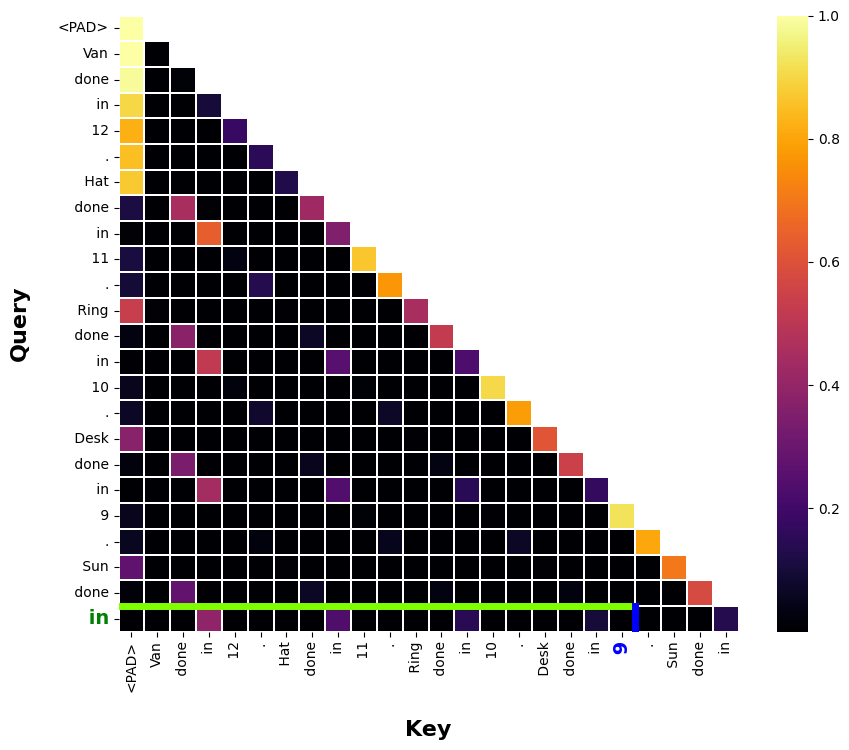 <PAD>
Van
done
in
12
.
Hat
done
in
11
.
Ring
done
in
10
.
Desk
done
in
9
.
Sun
done
in
Query
<PAD> Van done in 12 . Hat done in 11 . Ring done in 10 . Desk done in 9 . Sun done in
Key
1.0
0.8
0.6
0.4
0.2